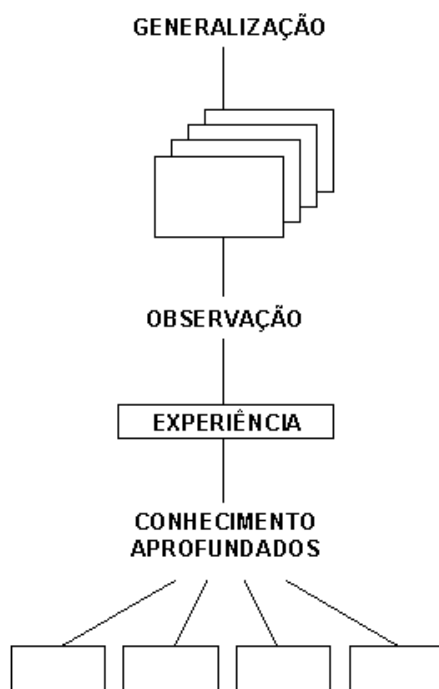 GENERALIZAÇÃO
OBSERVAÇÃO
EXPERIÊNCIA
CONHECIMENTO
APROFUNDADOS